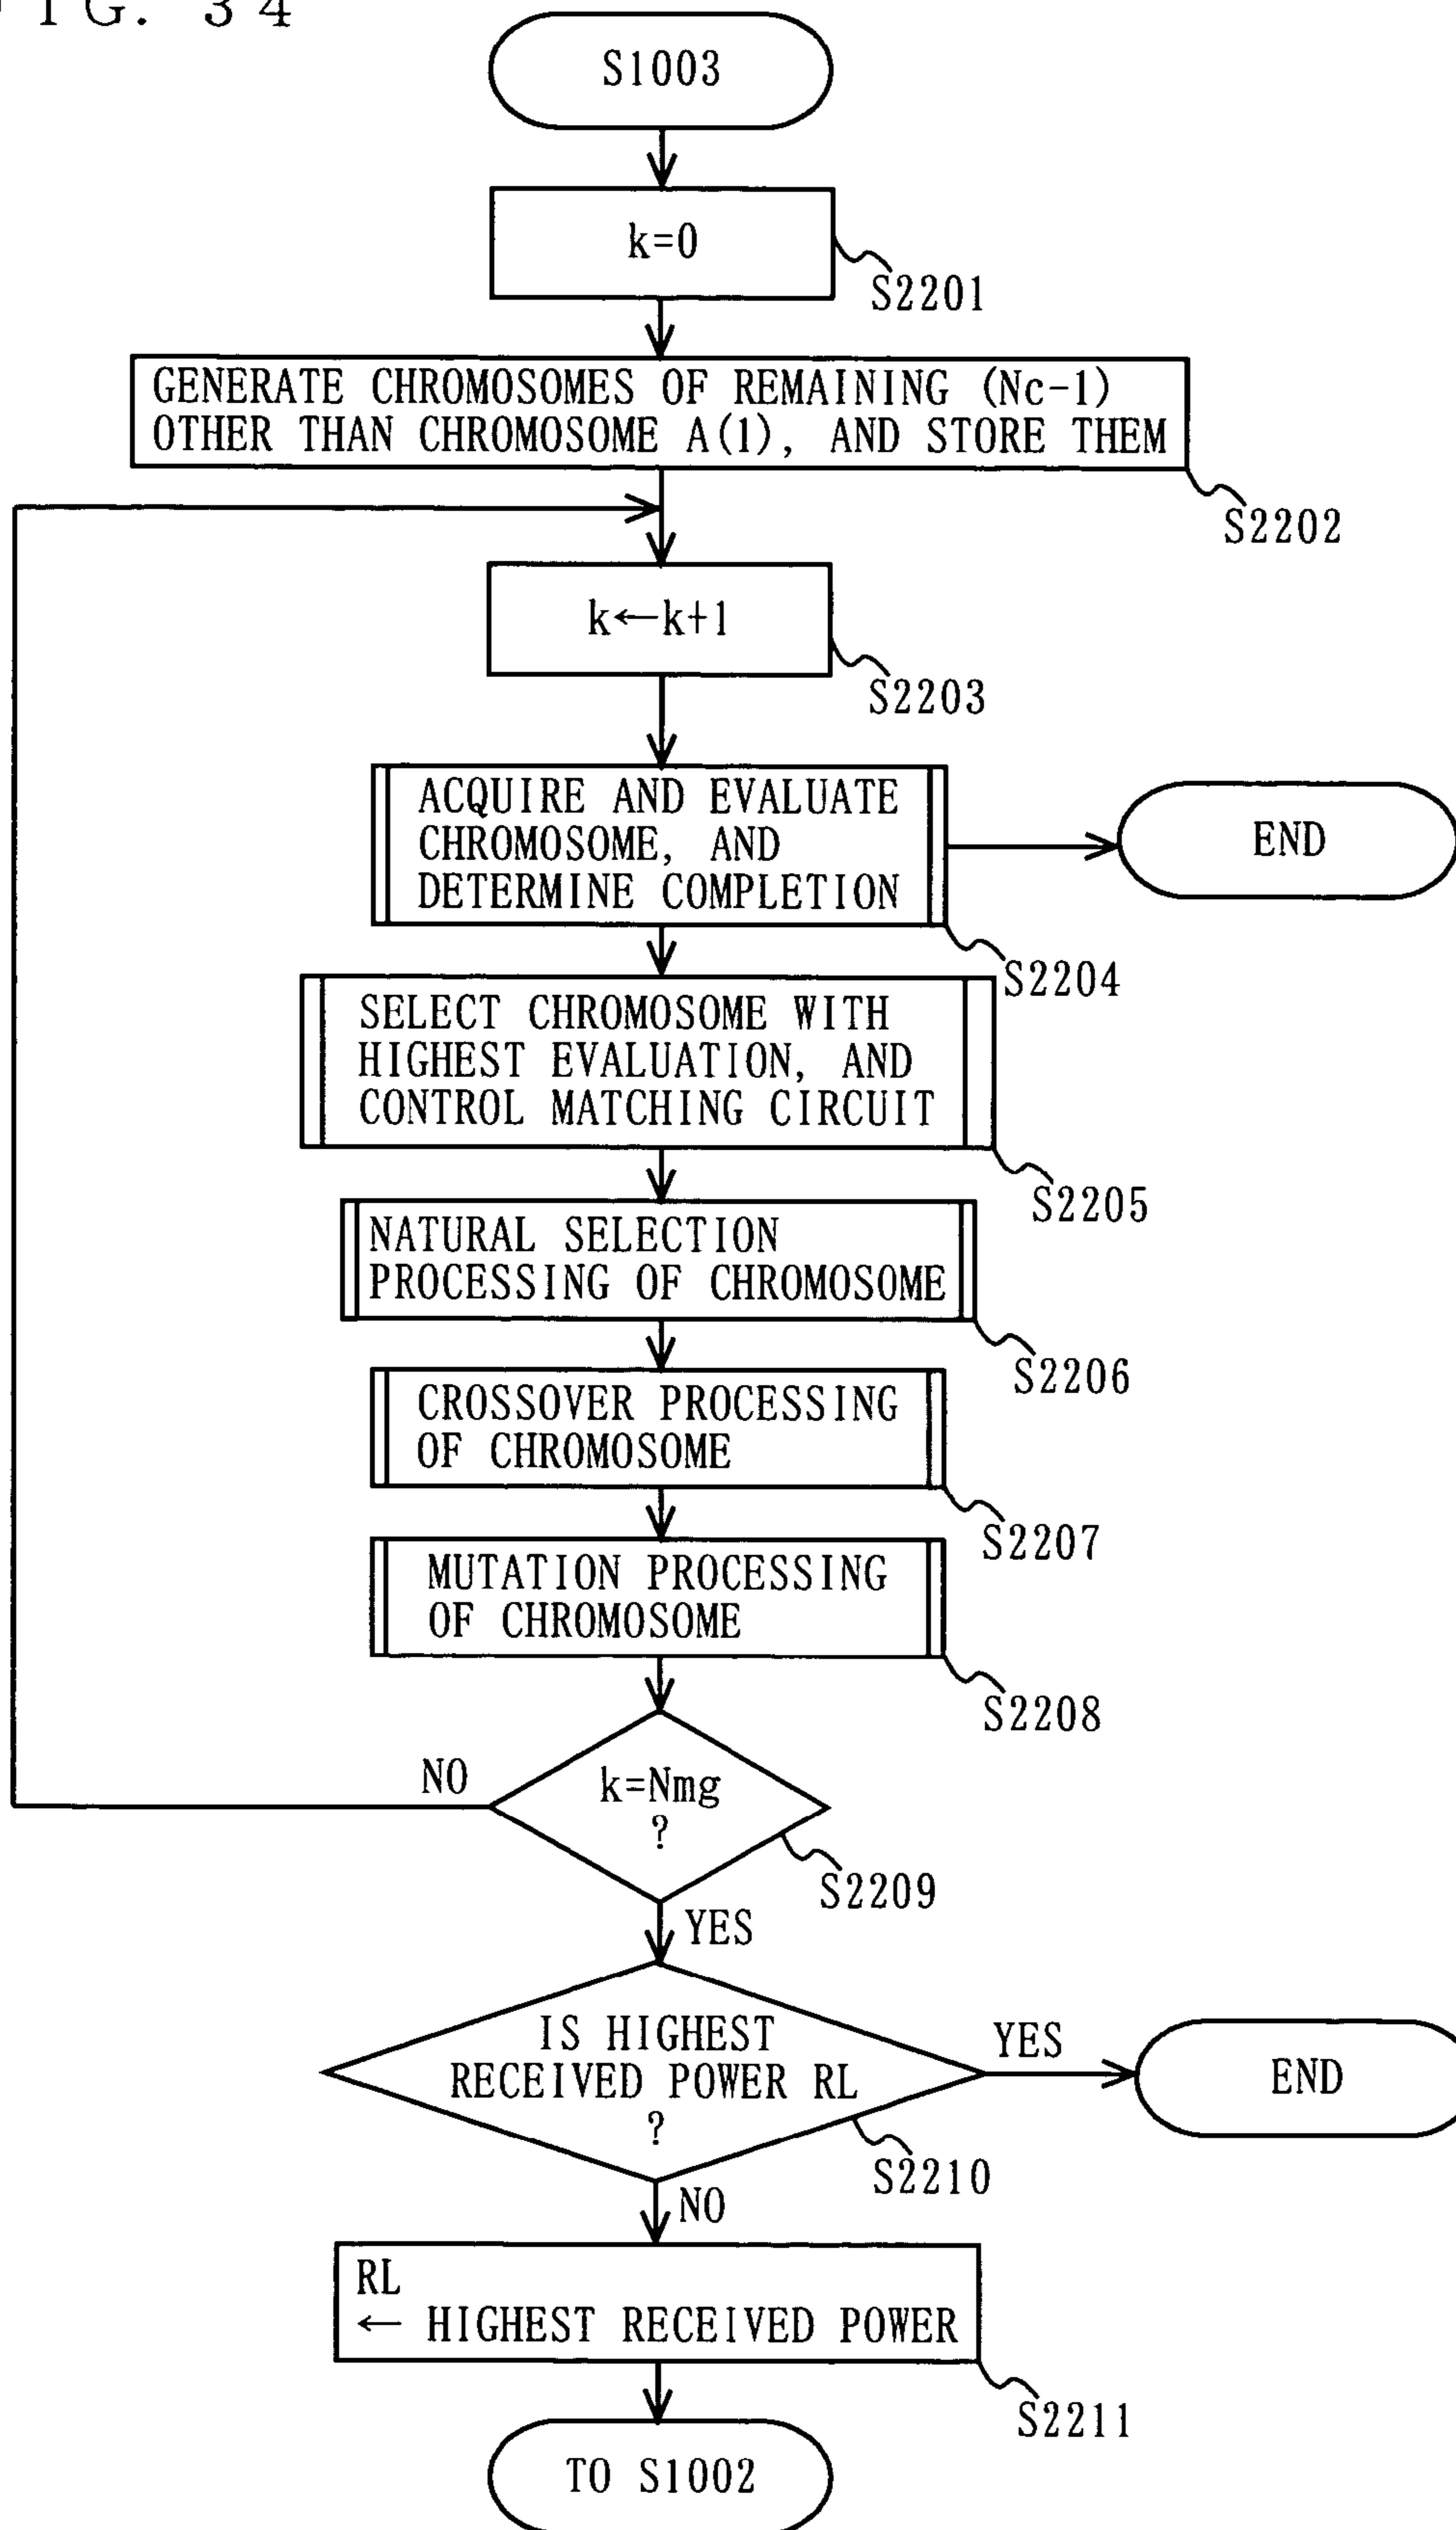 FIG. 34
S1003
k=0
S2201
GENERATE CHROMOSOMES OF REMAINING (Nc-1)
OTHER THAN CHROMOSOME A(1), AND STORE THEM
S2202
k←k+1
S2203
ACQUIRE AND EVALUATE
CHROMOSOME, AND
DETERMINE COMPLETION
END
S2204
SELECT CHROMOSOME WITH
HIGHEST EVALUATION, AND
CONTROL MATCHING CIRCUIT
S2205
NATURAL SELECTION
PROCESSING OF CHROMOSOME
S2206
CROSSOVER PROCESSING
OF CHROMOSOME
S2207
MUTATION PROCESSING
OF CHROMOSOME
S2208
NO
k=Nmg
?
S2209
YES
IS HIGHEST
RECEIVED POWER RL
?
YES
END
S2210
NO
RL
← HIGHEST RECEIVED POWER
S2211
TO S1002